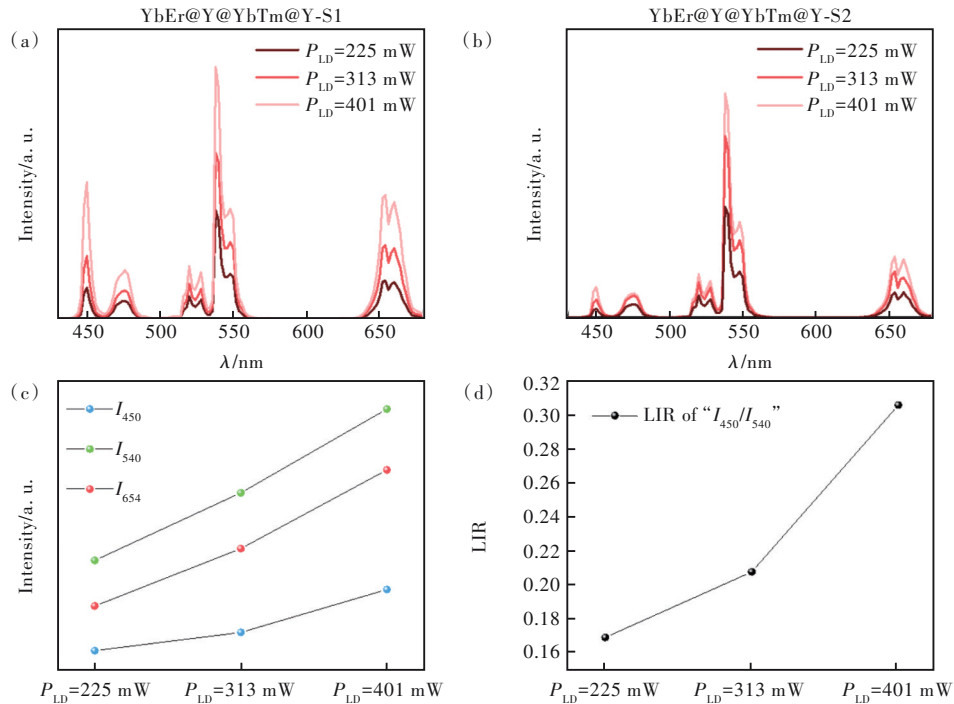 YbEr@Y@YbTm@Y-S1
(a)
P_LD=225 mW
P_LD=313 mW
P_LD=401 mW
Intensity/a. u.
450 500 550 600 650
λ/nm
YbEr@Y@YbTm@Y-S2
(b)
P_LD=225 mW
P_LD=313 mW
P_LD=401 mW
Intensity/a. u.
450 500 550 600 650
λ/nm
(c)
I_450
I_540
I_654
Intensity/a. u.
P_LD=225 mW P_LD=313 mW P_LD=401 mW
(d)
LIR of “I_450/I_540”
LIR
0.32
0.30
0.28
0.26
0.24
0.22
0.20
0.18
0.16
P_LD=225 mW P_LD=313 mW P_LD=401 mW